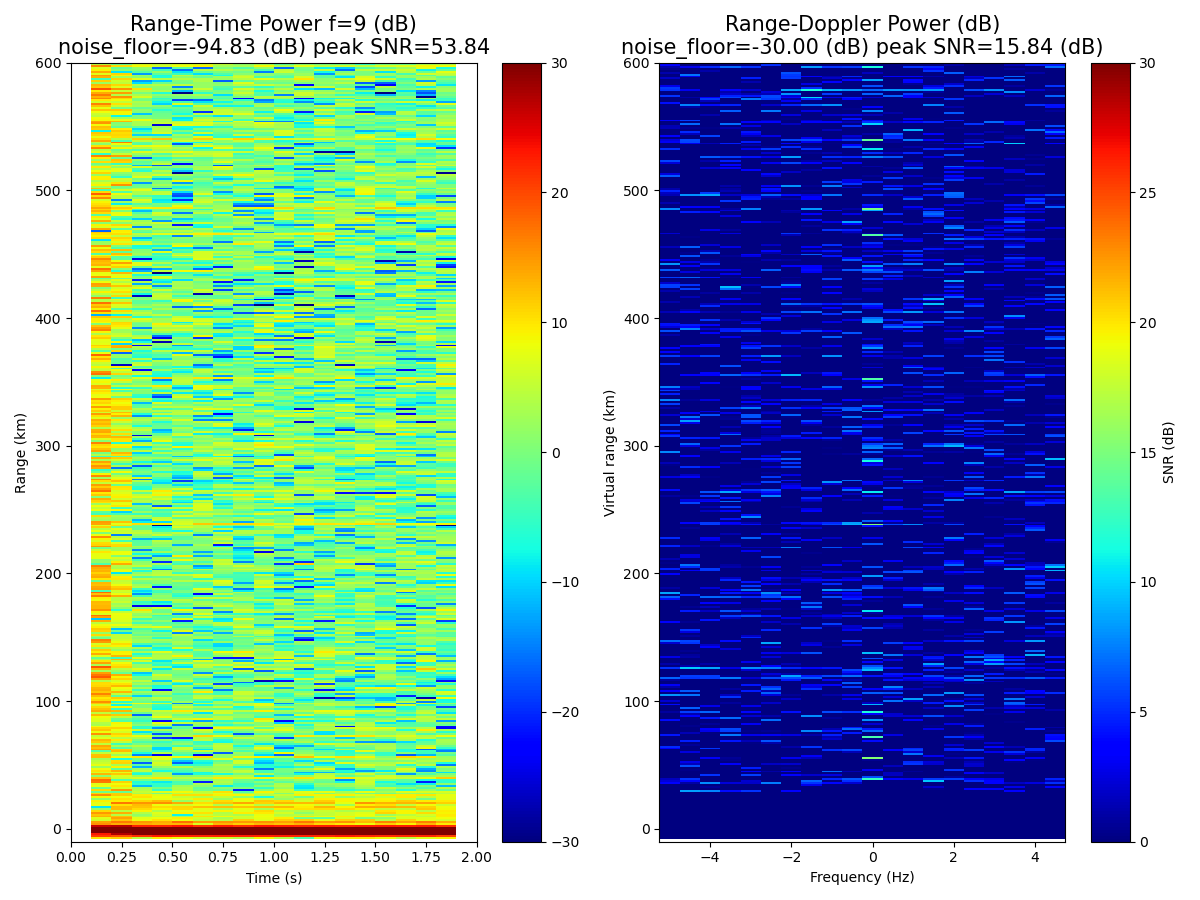 Range-Time Power f=9 (dB)
noise_floor=-94.83 (dB) peak SNR=53.84
600
500
400
300
200
100
0
Range (km)
0.00 0.25 0.50 0.75 1.00 1.25 1.50 1.75 2.00
Time (s)
30
20
10
0
−10
−20
−30
Range-Doppler Power (dB)
noise_floor=-30.00 (dB) peak SNR=15.84 (dB)
600
500
400
300
200
100
0
Virtual range (km)
−4 −2 0 2 4
Frequency (Hz)
30
25
20
15
10
5
0
SNR (dB)